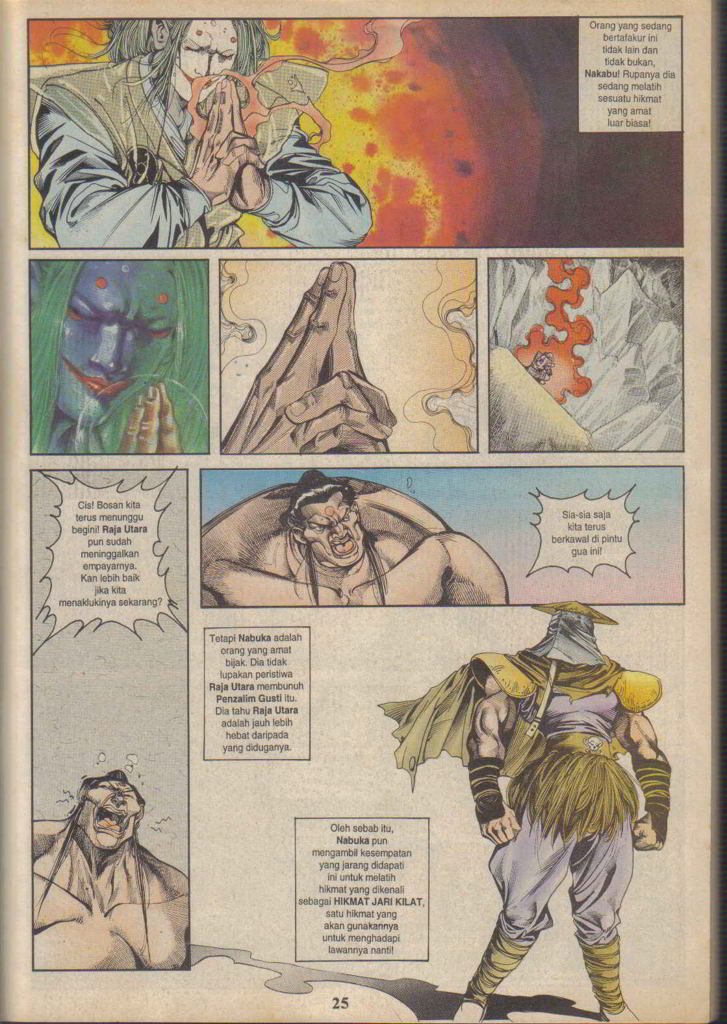 Orang yang sedang
bertafakur ini
tidak lain dan
tidak bukan,
Nakabu! Rupanya dia
sedang melatih
sesuatu hikmat
yang amat
luar biasa!
Cis! Bosan kita
terus menunggu
begini! Raja Utara
pun sudah
meninggalkan
empayarnya.
Kan lebih baik
jika kita
menaklukinya sekarang?
Sia-sia saja
kita terus
berkawal di pintu
gua ini!
Tetapi Nabuka adalah
orang yang amat
bijak. Dia tidak
lupakan peristiwa
Raja Utara membunuh
Penzalim Gusti itu.
Dia tahu Raja Utara
adalah jauh lebih
hebat daripada
yang diduganya.
Oleh sebab itu,
Nabuka pun
mengambil kesempatan
yang jarang didapati
ini untuk melatih
hikmat yang dikenali
sebagai HIKMAT JARI KILAT,
satu hikmat yang
akan gunakannya
untuk menghadapi
lawannya nanti!
25